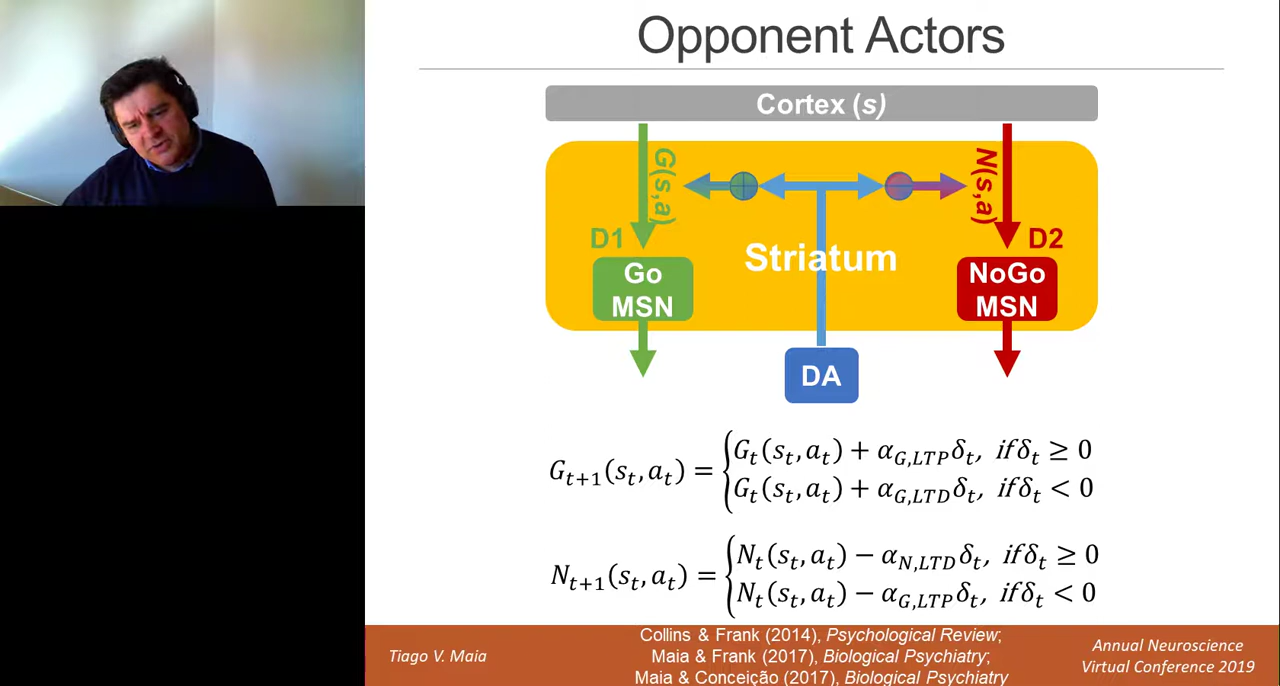 Opponent Actors
Cortex (s)
G(s,a)
N(s,a)
D1
D2
Striatum
Go
MSN
NoGo
MSN
DA
G_{t+1}(s_t, a_t) = { G_t(s_t, a_t) + α_{G,LTP}δ_t, if δ_t ≥ 0
G_t(s_t, a_t) + α_{G,LTD}δ_t, if δ_t < 0
N_{t+1}(s_t, a_t) = { N_t(s_t, a_t) − α_{N,LTD}δ_t, if δ_t ≥ 0
N_t(s_t, a_t) − α_{G,LTP}δ_t, if δ_t < 0
Tiago V. Maia
Collins & Frank (2014), Psychological Review;
Maia & Frank (2017), Biological Psychiatry;
Maia & Conceição (2017), Biological Psychiatry
Annual Neuroscience
Virtual Conference 2019